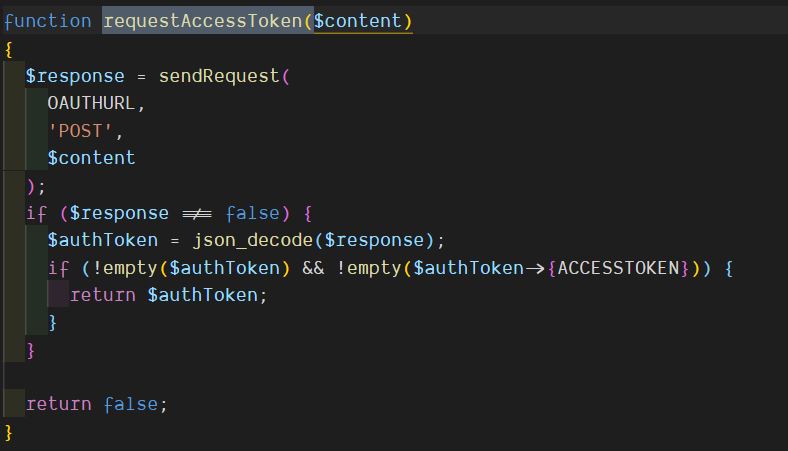 function requestAccessToken($content)
{
  $response = sendRequest(
    OAUTHURL,
    'POST',
    $content
  );
  if ($response !== false) {
    $authToken = json_decode($response);
    if (!empty($authToken) && !empty($authToken->{ACCESSTOKEN})) {
      return $authToken;
    }
  }

  return false;
}